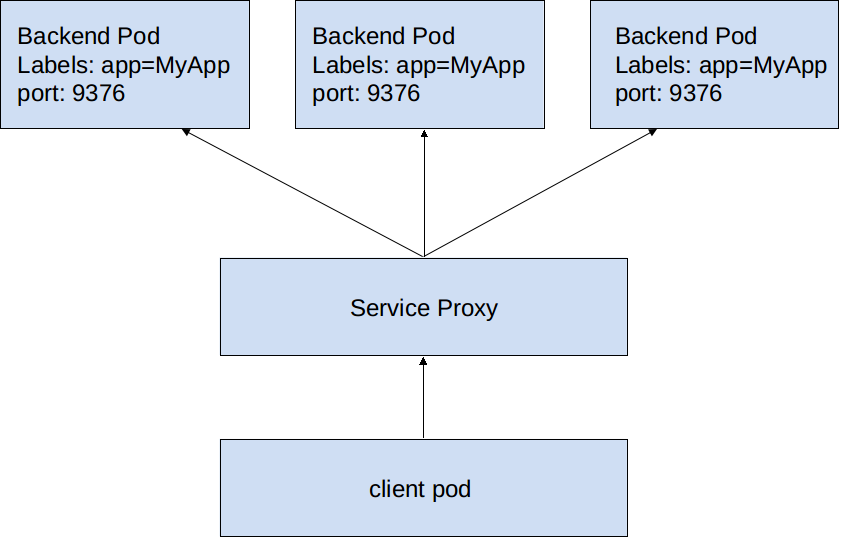 Backend Pod
Labels: app=MyApp
port: 9376
Backend Pod
Labels: app=MyApp
port: 9376
Backend Pod
Labels: app=MyApp
port: 9376
Service Proxy
client pod